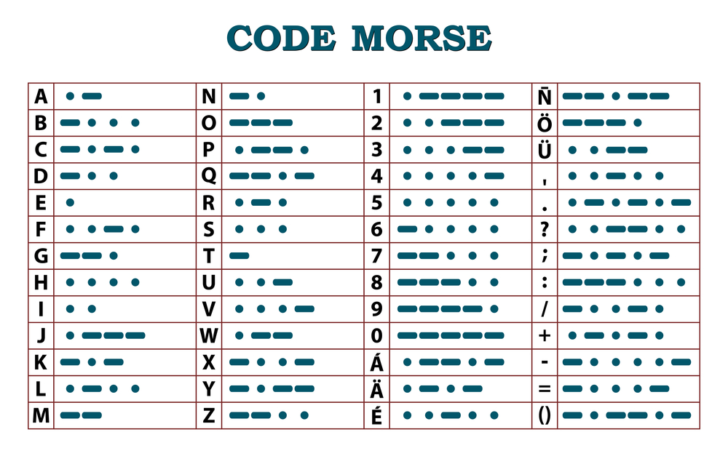 CODE MORSE
A •— N —• 1 •———— Ñ ——•——
B —••• O ——— 2 ••——— Ö ———•
C —•—• P •——• 3 •••—— Ü ••——
D —•• Q ——•— 4 ••••— , ••—••
E • R •—• 5 ••••• . •—•—•—
F ••—• S ••• 6 —•••• ? ••——••
G ——• T — 7 ——••• ; —•—•—
H •••• U ••— 8 ———•• : ———•••
I •• V •••— 9 ————• / —••—•
J •——— W •—— 0 ————— + •—•—•
K —•— X —••— Á •——•— - —••••—
L •—•• Y —•—— Ä •—•— = —•••—
M —— Z ——•• É ••—•• () —•——•—